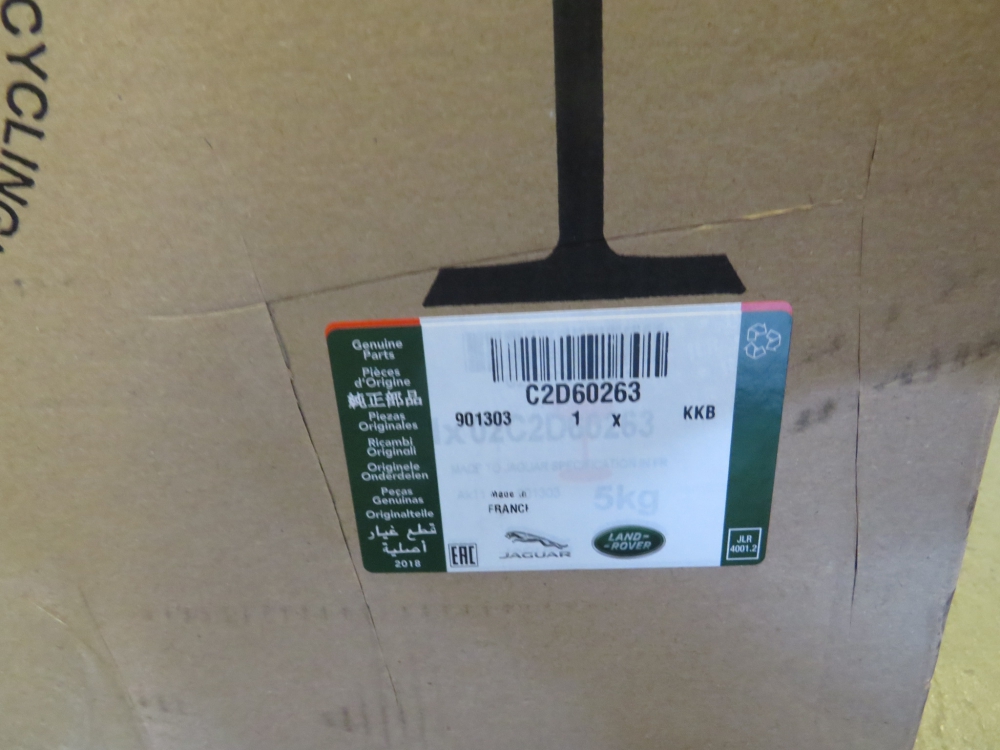 CYCLING
Genuine
Parts
Pièces
d'Origine
純正部品
Piezas
Originales
Ricambi
Originali
Originele
Onderdelen
Peças
Genuinas
Originalteile
قطع غيار
أصلية
2018
C2D60263
901303 1 x KKB
5kg
Made in
FRANCE
EAC
JAGUAR
LAND-
-ROVER
JLR
4001.2